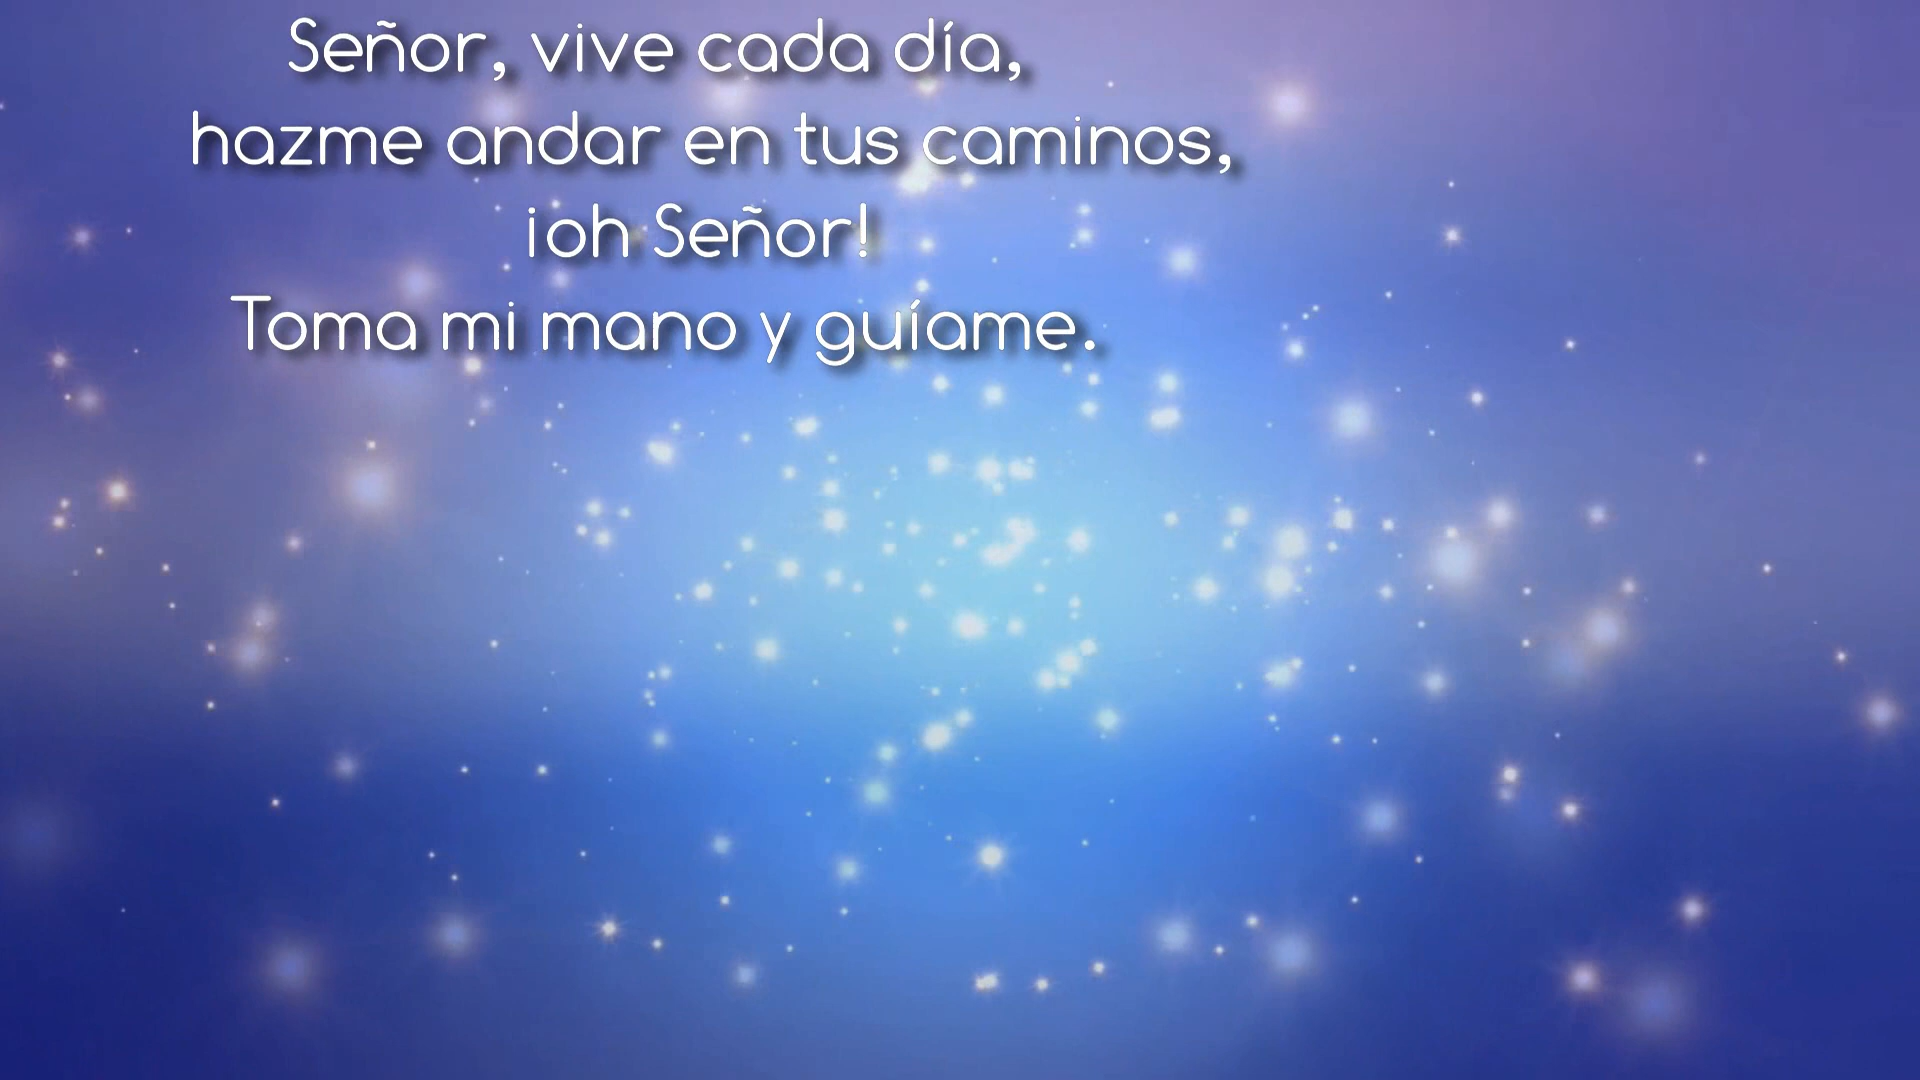 Señor, vive cada día,
hazme andar en tus caminos,
¡oh Señor!
Toma mi mano y guíame.